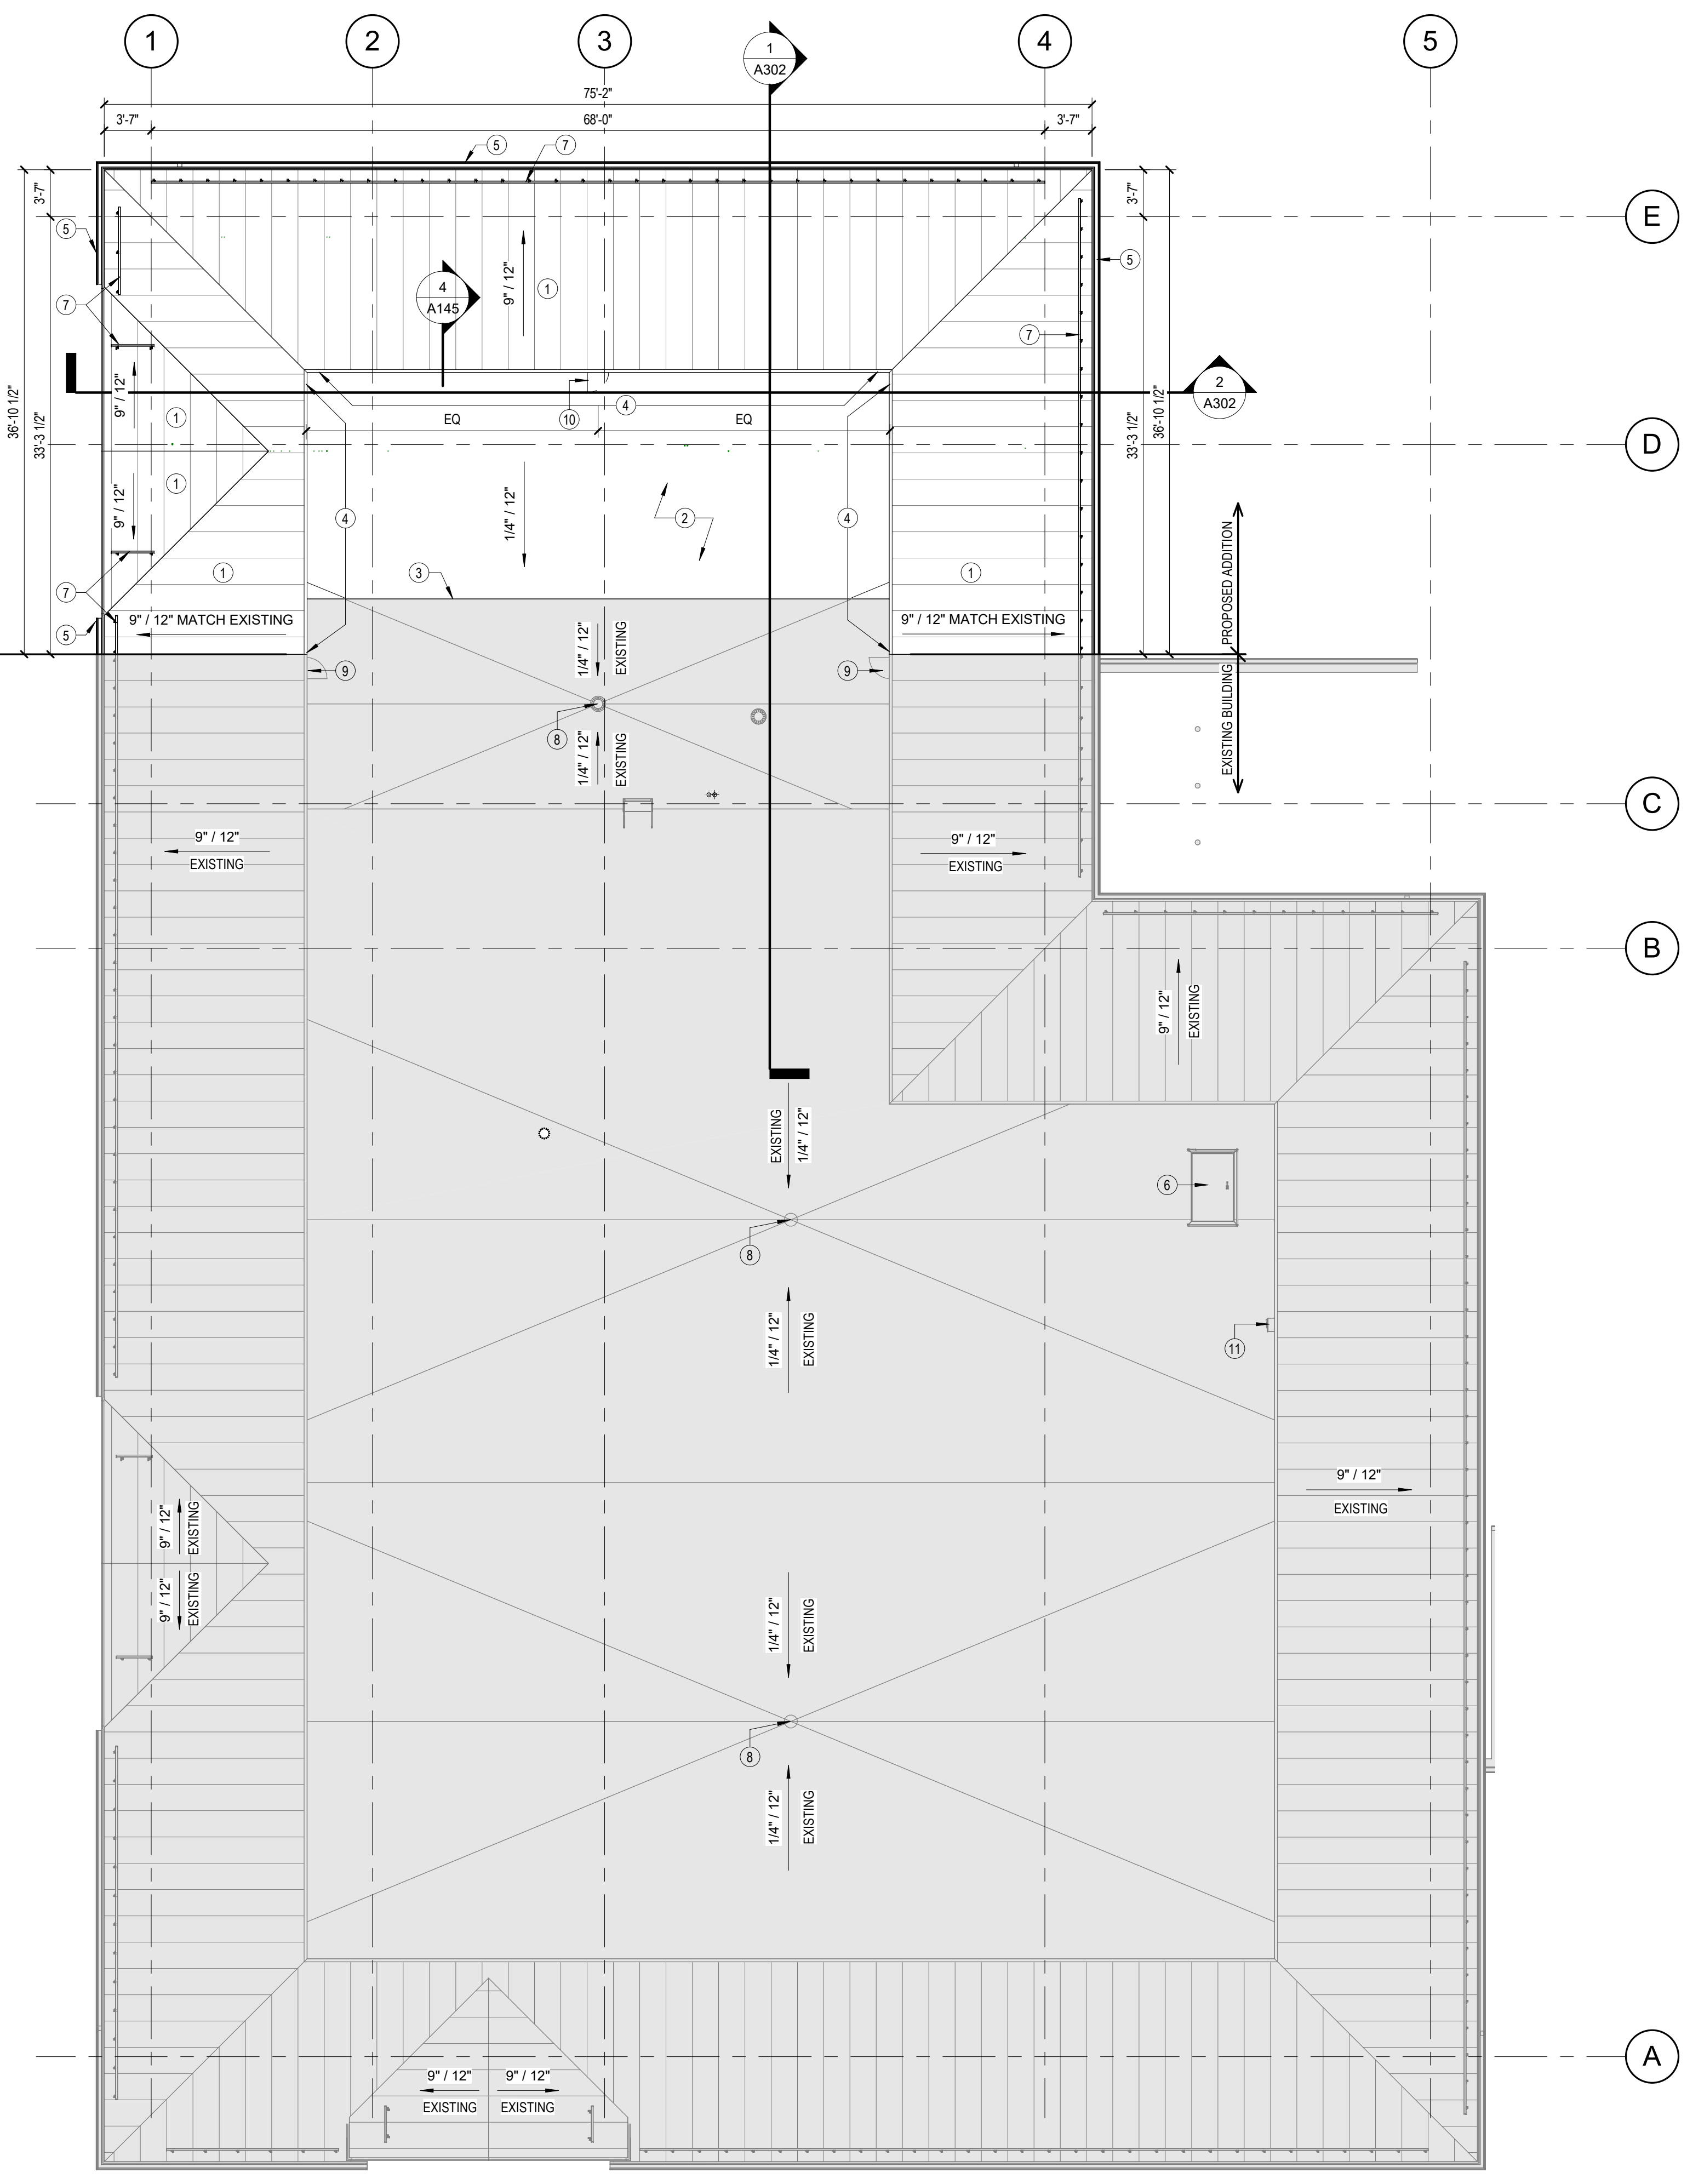 1
2
3
4
5
1
A302
75'-2"
3'-7"
68'-0"
3'-7"
5
7
3'-7"
3'-7"
E
5
5
4
A145
9" / 12"
1
7
7
36'-10 1/2"
33'-3 1/2"
33'-3 1/2"
36'-10 1/2"
9" / 12"
1
10
4
EQ
EQ
2
A302
D
1
9" / 12"
4
1/4" / 12"
2
4
1
3
1
7
9" / 12" MATCH EXISTING
9" / 12" MATCH EXISTING
5
1/4" / 12"
EXISTING
PROPOSED ADDITION
EXISTING BUILDING
9
9
8
1/4" / 12"
EXISTING
C
9" / 12"
EXISTING
9" / 12"
EXISTING
B
9" / 12"
EXISTING
EXISTING
1/4" / 12"
6
8
1/4" / 12"
EXISTING
11
9" / 12"
EXISTING
9" / 12"
EXISTING
9" / 12"
EXISTING
1/4" / 12"
EXISTING
8
1/4" / 12"
EXISTING
A
9" / 12"
9" / 12"
EXISTING
EXISTING